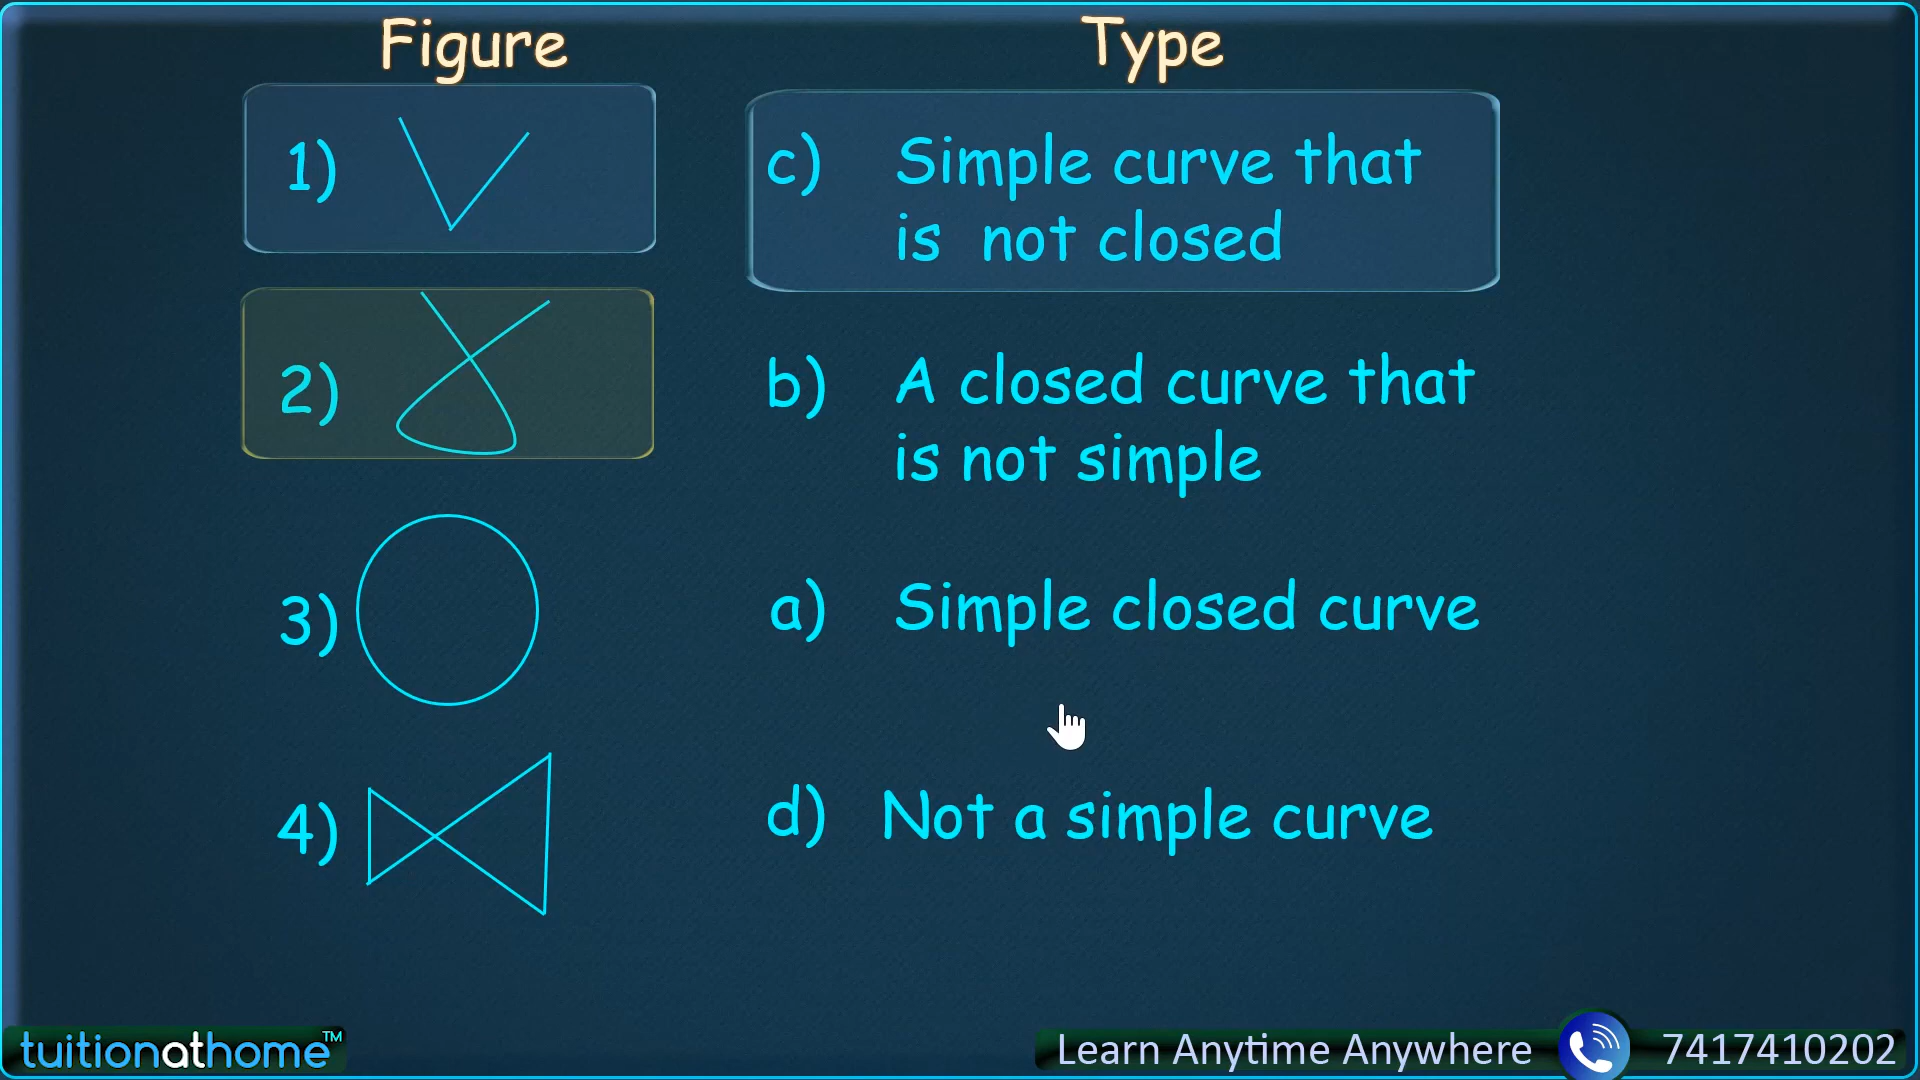 Figure
Type
1)
c) Simple curve that
is not closed
2)
b) A closed curve that
is not simple
3)
a) Simple closed curve
4)
d) Not a simple curve
tuitionathome™
Learn Anytime Anywhere 7417410202